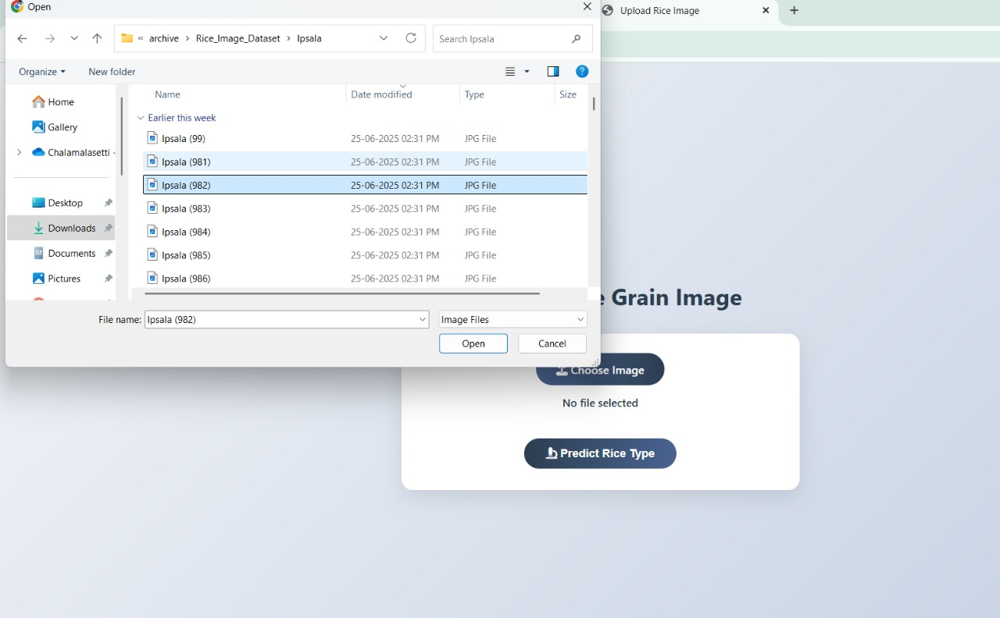 Open
Upload Rice Image
« archive > Rice_Image_Dataset > Ipsala
Search Ipsala
Organize
New folder
Name Date modified Type Size
Home
Gallery
Chalamalasetti -
Desktop
Downloads
Documents
Pictures
Earlier this week
Ipsala (99) 25-06-2025 02:31 PM JPG File
Ipsala (981) 25-06-2025 02:31 PM JPG File
Ipsala (982) 25-06-2025 02:31 PM JPG File
Ipsala (983) 25-06-2025 02:31 PM JPG File
Ipsala (984) 25-06-2025 02:31 PM JPG File
Ipsala (985) 25-06-2025 02:31 PM JPG File
Ipsala (986) 25-06-2025 02:31 PM JPG File
File name: Ipsala (982)
Image Files
Open
Cancel
Grain Image
Choose Image
No file selected
Predict Rice Type